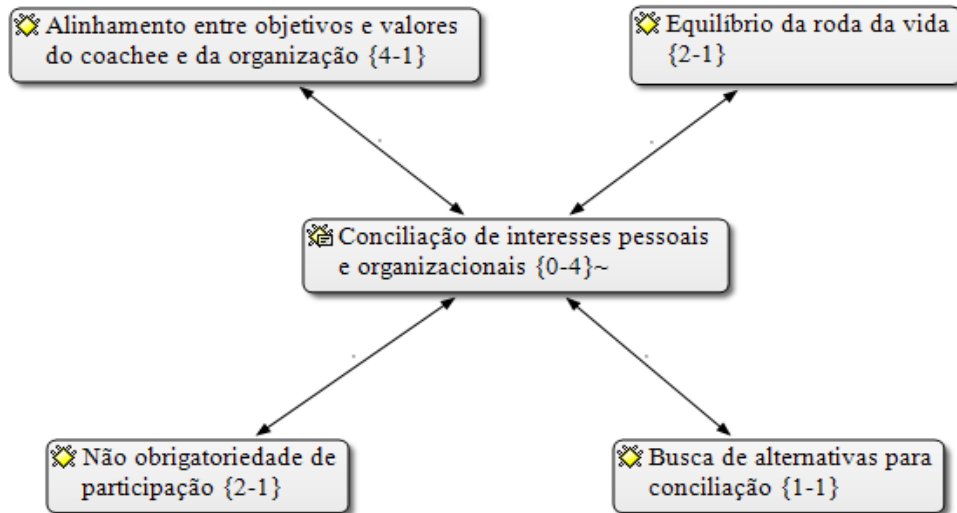 Alinhamento entre objetivos e valores
do coachee e da organização {4-1}
Equilíbrio da roda da vida
{2-1}
Conciliação de interesses pessoais
e organizacionais {0-4}~
Não obrigatoriedade de
participação {2-1}
Busca de alternativas para
conciliação {1-1}